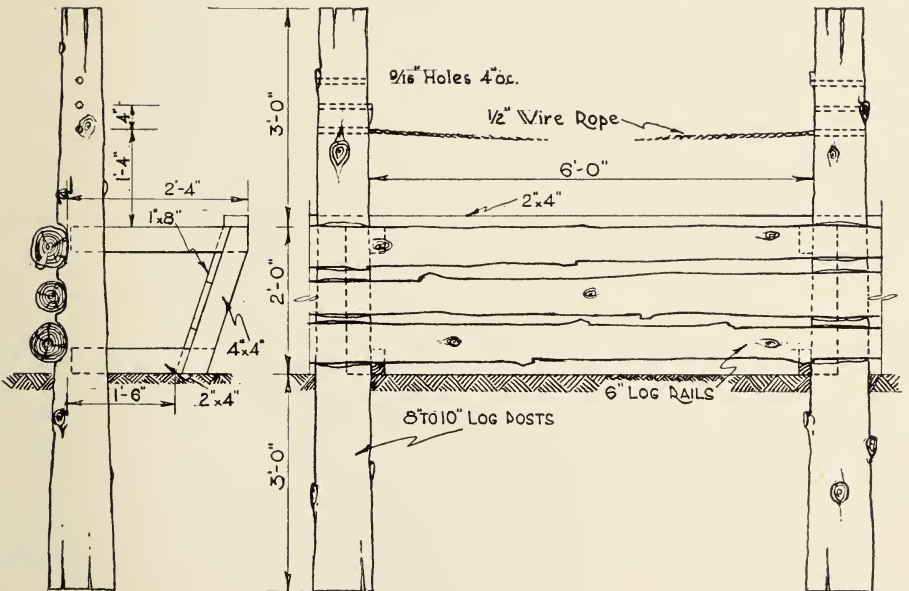 9/16" Holes 4" o.c.
1/2" Wire Rope
3'-0"
4"
1'-4"
6'-0"
2'-4"
2"x4"
1"x8"
2'-0"
4"x4"
1'-6"
2"x4"
6" LOG RAILS
8" TO 10" LOG POSTS
3'-0"